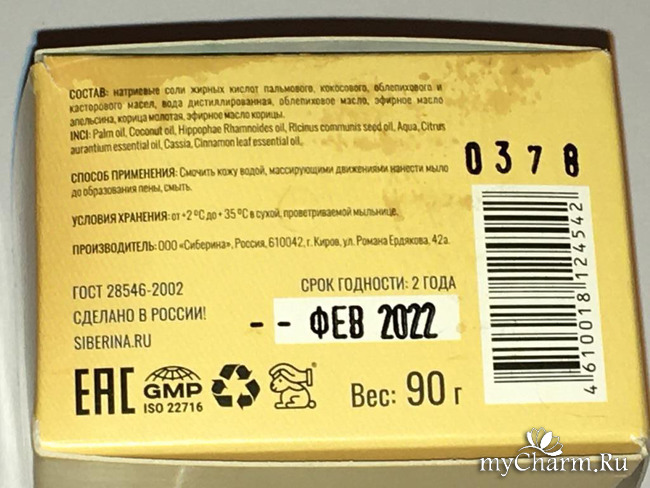 СОСТАВ: натриевые соли жирных кислот пальмового, кокосового, облепихового и
касторового масел, вода дистиллированная, облепиховое масло, эфирное масло
апельсина, корица молотая, эфирное масло корицы.
INCI: Palm oil, Coconut oil, Hippophae Rhamnoides oil, Ricinus communis seed oil, Aqua, Citrus
aurantium essential oil, Cassia, Cinnamon leaf essential oil.
0378
СПОСОБ ПРИМЕНЕНИЯ: Смочить кожу водой, массирующими движениями нанести мыло
до образования пены, смыть.
УСЛОВИЯ ХРАНЕНИЯ: от +2 ºС до + 35 ºС в сухой, проветриваемой мыльнице.
ПРОИЗВОДИТЕЛЬ: ООО «Сиберина», Россия, 610042, г. Киров, ул. Романа Ердякова, 42а.
ГОСТ 28546-2002
СРОК ГОДНОСТИ: 2 ГОДА
СДЕЛАНО В РОССИИ!
-- ФЕВ 2022
SIBERINA.RU
4610018124542
EAC
GMP
ISO 22716
Вес: 90 г
myCharm.Ru